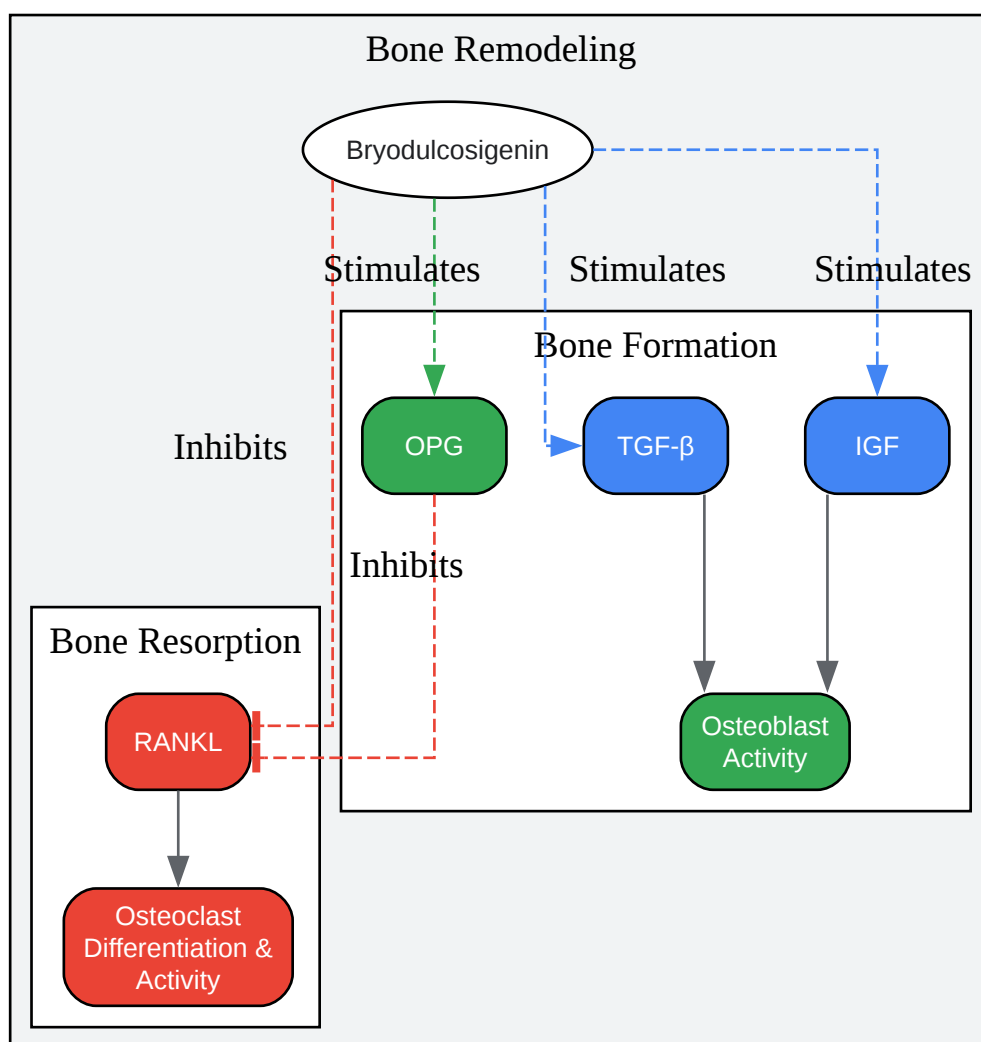 Bone Remodeling
Bryodulcosigenin
Stimulates
Stimulates
Stimulates
Bone Formation
OPG
TGF-β
IGF
Inhibits
Inhibits
Bone Resorption
RANKL
Osteoblast
Activity
Osteoclast
Differentiation &
Activity